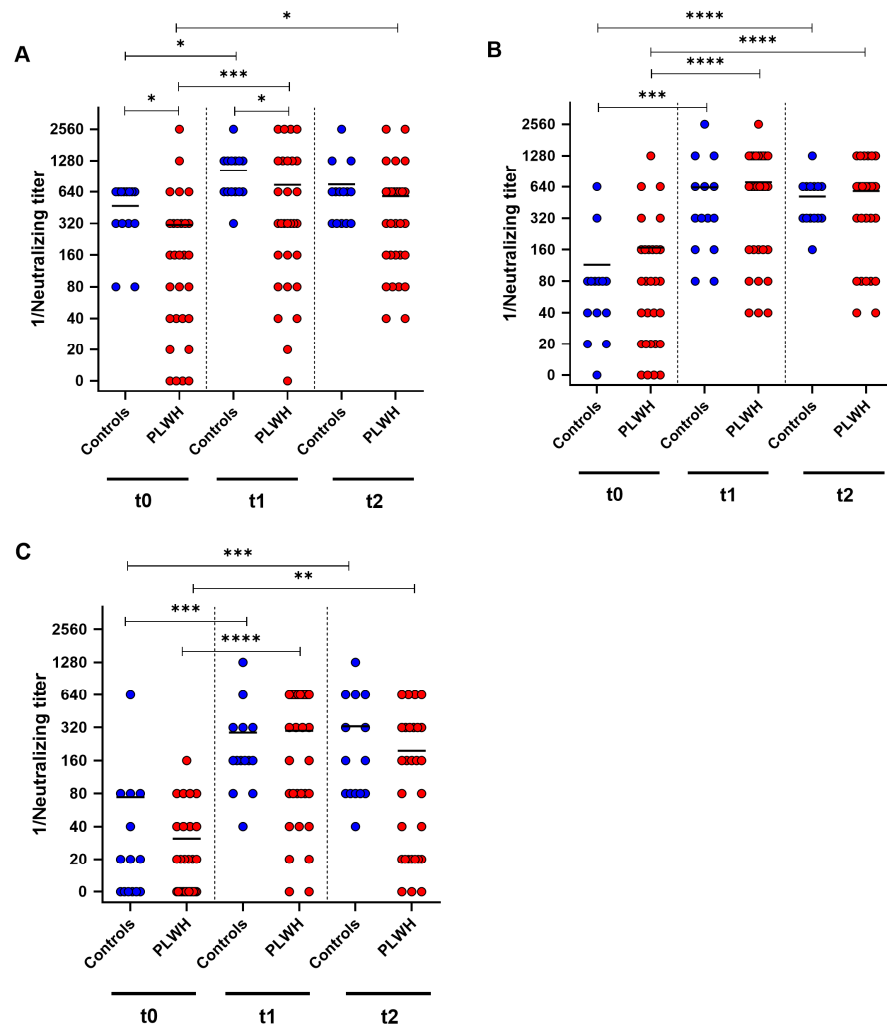 A
*
*
***
*
*
1/Neutralizing titer
2560
1280
640
320
160
80
40
20
0
Controls
PLWH
Controls
PLWH
Controls
PLWH
t0
t1
t2
B
****
****
****
***
1/Neutralizing titer
2560
1280
640
320
160
80
40
20
0
Controls
PLWH
Controls
PLWH
Controls
PLWH
t0
t1
t2
C
***
**
***
****
1/Neutralizing titer
2560
1280
640
320
160
80
40
20
0
Controls
PLWH
Controls
PLWH
Controls
PLWH
t0
t1
t2